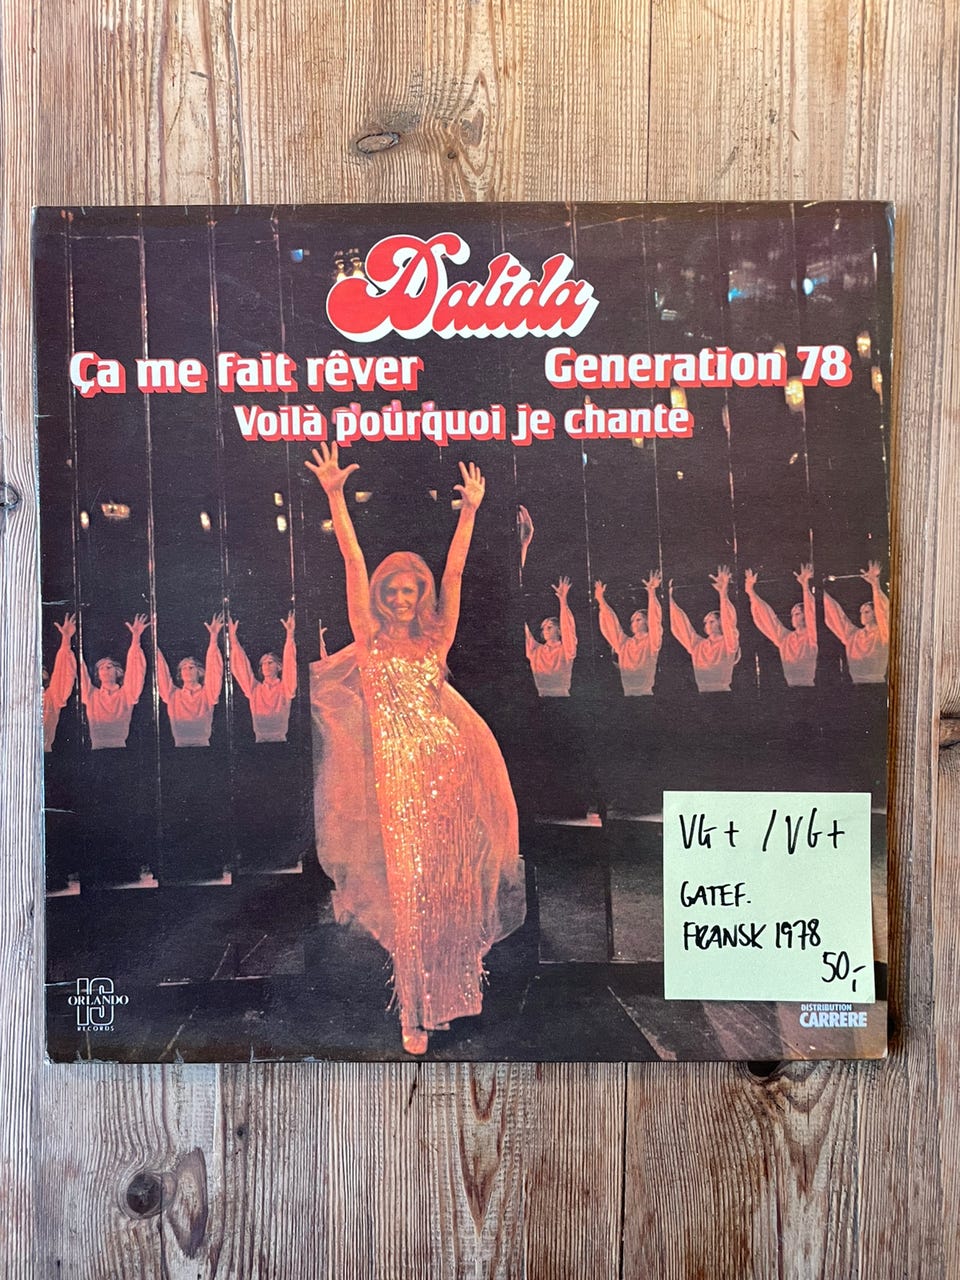 Dalida
Ça me fait rêver
Generation 78
Voilà pourquoi je chante
VG+ / VG+
GATEF.
FRANSK 1978
50,-
IS
ORLANDO
RECORDS
DISTRIBUTION
CARRERE